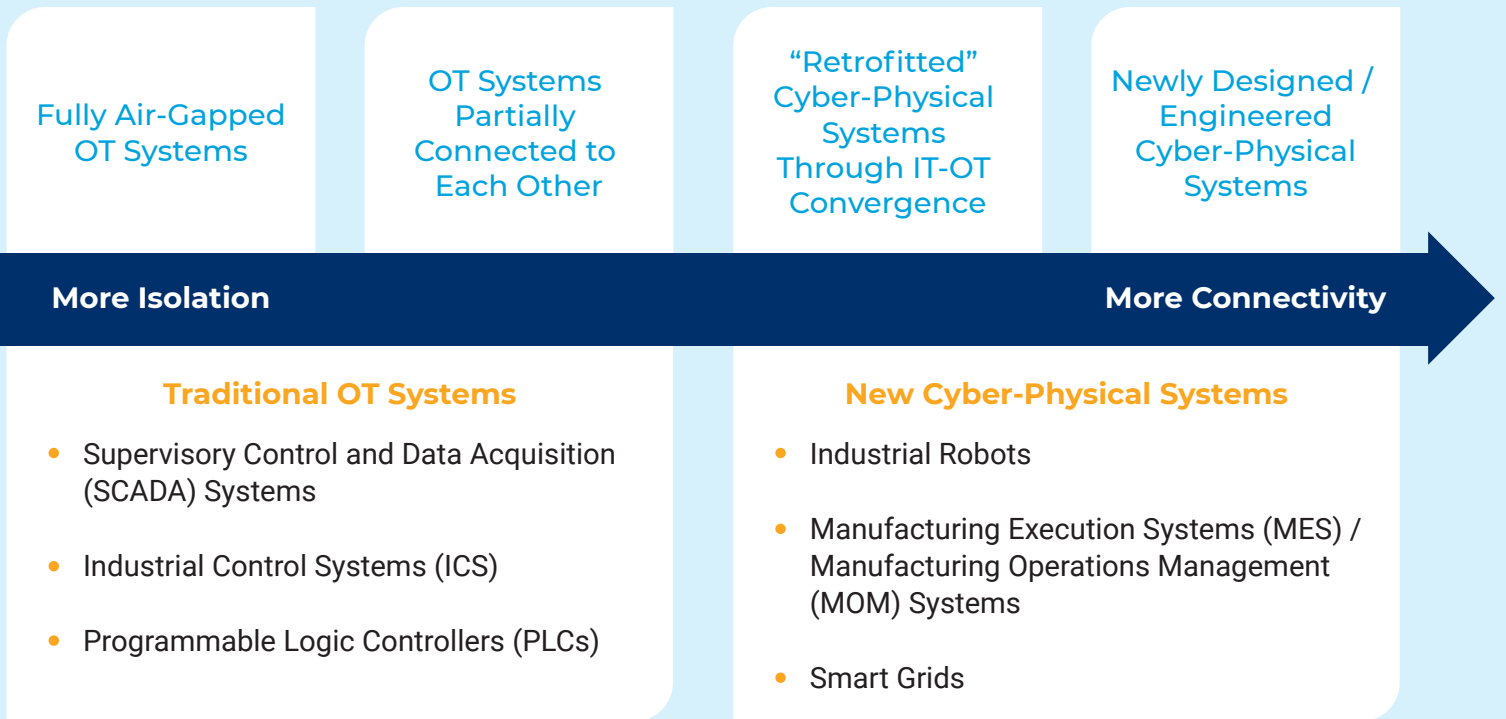 Fully Air-Gapped
OT Systems
OT Systems
Partially
Connected to
Each Other
“Retrofitted”
Cyber-Physical
Systems
Through IT-OT
Convergence
Newly Designed /
Engineered
Cyber-Physical
Systems
More Isolation
More Connectivity
Traditional OT Systems
• Supervisory Control and Data Acquisition
(SCADA) Systems
• Industrial Control Systems (ICS)
• Programmable Logic Controllers (PLCs)
New Cyber-Physical Systems
• Industrial Robots
• Manufacturing Execution Systems (MES) /
Manufacturing Operations Management
(MOM) Systems
• Smart Grids